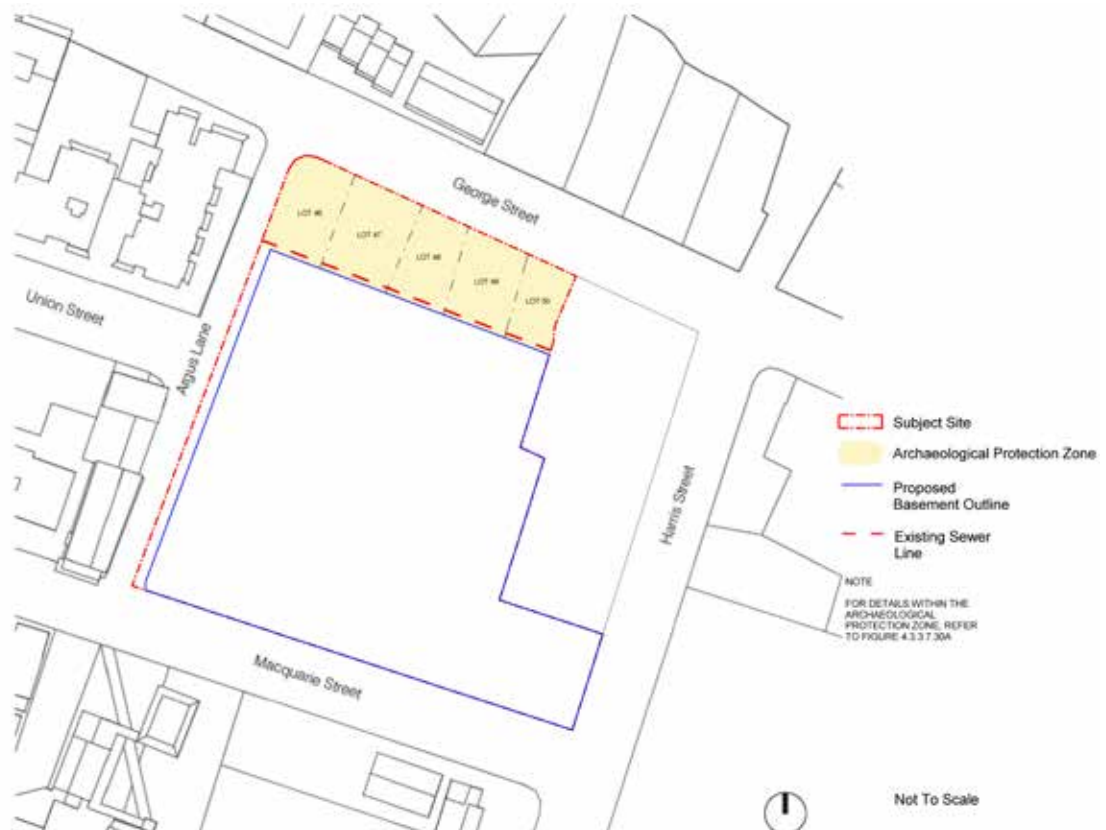 George Street
LOT 46
LOT 47
LOT 48
LOT 49
LOT 50
Union Street
Argus Lane
Harris Street
Macquarie Street
Subject Site
Archaeological Protection Zone
Proposed
Basement Outline
Existing Sewer
Line
NOTE
FOR DETAILS WITHIN THE
ARCHAEOLOGICAL
PROTECTION ZONE, REFER
TO FIGURE 4.3.3.7.30A
Not To Scale